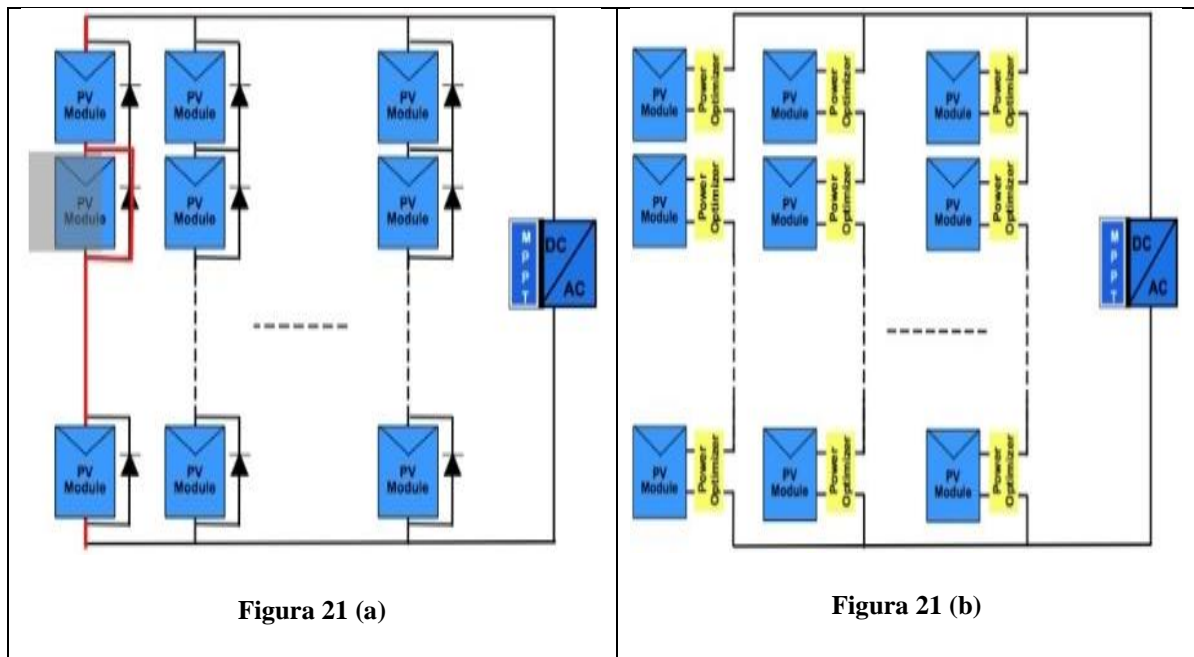 PV
Module
PV
Module
PV
Module
PV
Module
PV
Module
PV
Module
PV
Module
PV
Module
PV
Module
MPPT
DC
AC
Figura 21 (a)
PV
Module
Power
Optimizer
PV
Module
Power
Optimizer
PV
Module
Power
Optimizer
PV
Module
Power
Optimizer
PV
Module
Power
Optimizer
PV
Module
Power
Optimizer
PV
Module
Power
Optimizer
PV
Module
Power
Optimizer
PV
Module
Power
Optimizer
MPPT
DC
AC
Figura 21 (b)